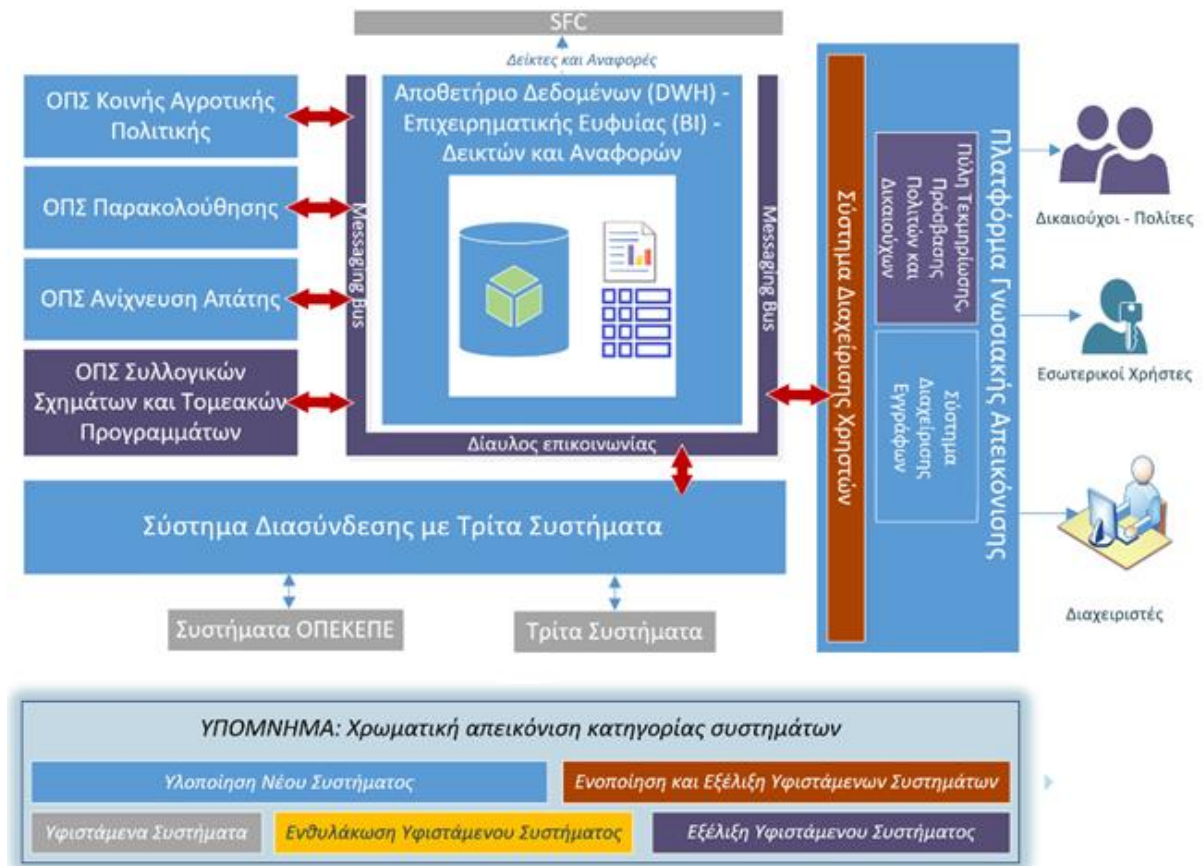 SFC
Δείκτες και Αναφορές
ΟΠΣ Κοινής Αγροτικής
Πολιτικής
ΟΠΣ Παρακολούθησης
ΟΠΣ Ανίχνευση Απάτης
ΟΠΣ Συλλογικών
Σχημάτων και Τομεακών
Προγραμμάτων
Messaging Bus
Αποθετήριο Δεδομένων (DWH) -
Επιχειρηματικής Ευφυίας (BI) -
Δεικτών και Αναφορών
Messaging Bus
Δίαυλος επικοινωνίας
Σύστημα Διασύνδεσης με Τρίτα Συστήματα
Συστήματα ΟΠΕΚΕΠΕ
Τρίτα Συστήματα
Σύστημα Διαχείρισης Χρηστών
Πύλη Τεκμηρίωσης,
Πρόσβασης
Πολιτών και
Δικαιούχων
Σύστημα
Διαχείρισης
Εγγράφων
Πλατφόρμα Γνωσιακής Απεικόνισης
Δικαιούχοι - Πολίτες
Εσωτερικοί Χρήστες
Διαχειριστές
ΥΠΟΜΝΗΜΑ: Χρωματική απεικόνιση κατηγορίας συστημάτων
Υλοποίηση Νέου Συστήματος
Ενοποίηση και Εξέλιξη Υφιστάμενων Συστημάτων
Υφιστάμενα Συστήματα
Ενθυλάκωση Υφιστάμενου Συστήματος
Εξέλιξη Υφιστάμενου Συστήματος